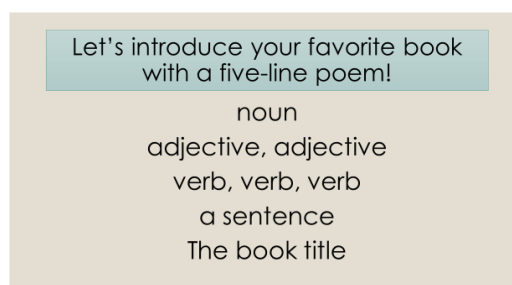 Let's introduce your favorite book
with a five-line poem!
noun
adjective, adjective
verb, verb, verb
a sentence
The book title